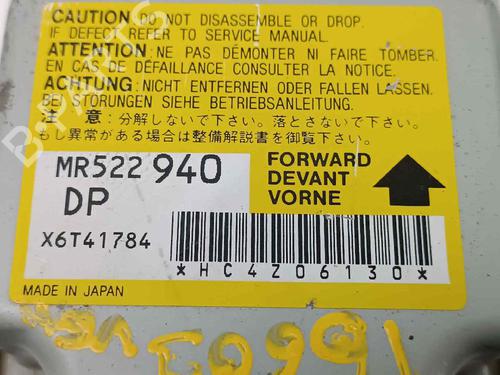 CAUTION: DO NOT DISASSEMBLE OR DROP.
IF DEFECT REFER TO SERVICE MANUAL.
ATTENTION: NE PAS DÉMONTER NI FAIRE TOMBER.
EN CAS DE DÉFAILLANCE CONSULTER LA NOTICE.
ACHTUNG: NICHT ENTFERNEN ODER FALLEN LASSEN.
BEI STÖRUNGEN SIEHE BETRIEBSANLEITUNG.
注 意:分解しないで下さい。落とさないで下さい。
もし異常がある場合は整備解説書を御覧下さい。
MR522 940
DP
X6T41784
FORWARD
DEVANT
VORNE
*HC4Z06130*
MADE IN JAPAN
B-PARTS